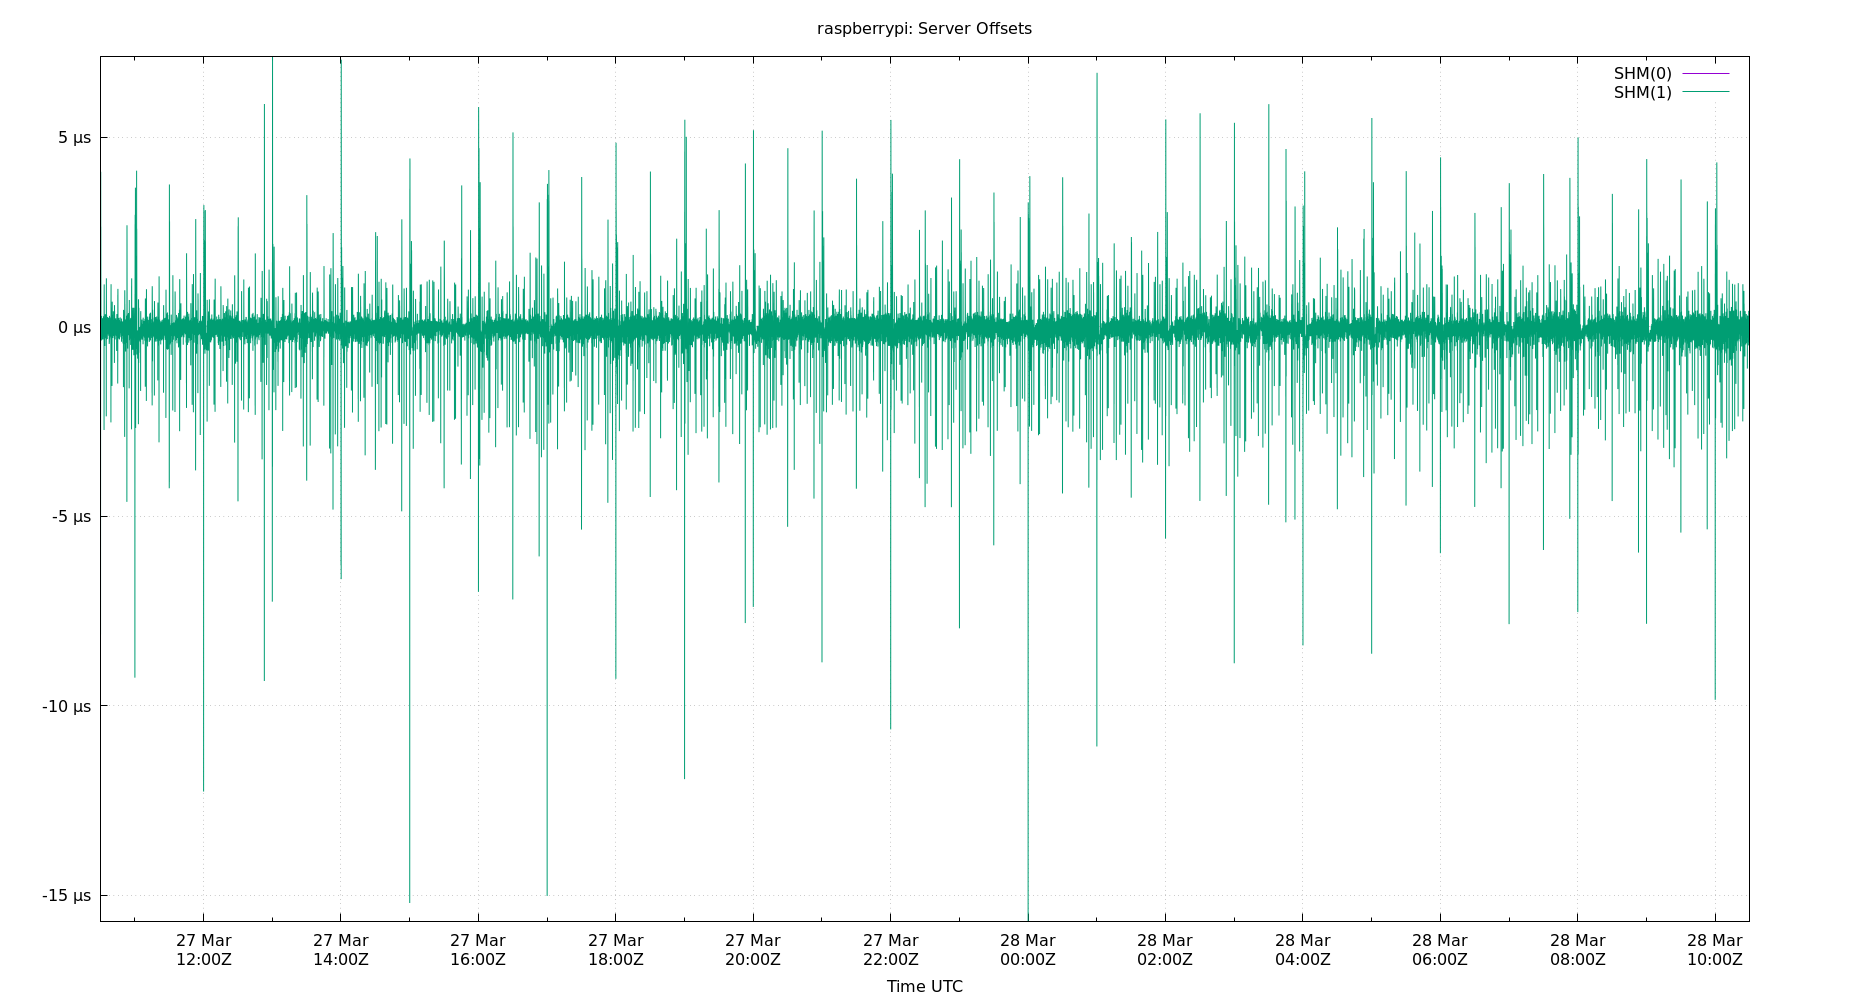 raspberrypi: Server Offsets
SHM(0)
SHM(1)
5 µs
0 µs
-5 µs
-10 µs
-15 µs
27 Mar 27 Mar 27 Mar 27 Mar 27 Mar 27 Mar 28 Mar 28 Mar 28 Mar 28 Mar 28 Mar 28 Mar
12:00Z 14:00Z 16:00Z 18:00Z 20:00Z 22:00Z 00:00Z 02:00Z 04:00Z 06:00Z 08:00Z 10:00Z
Time UTC